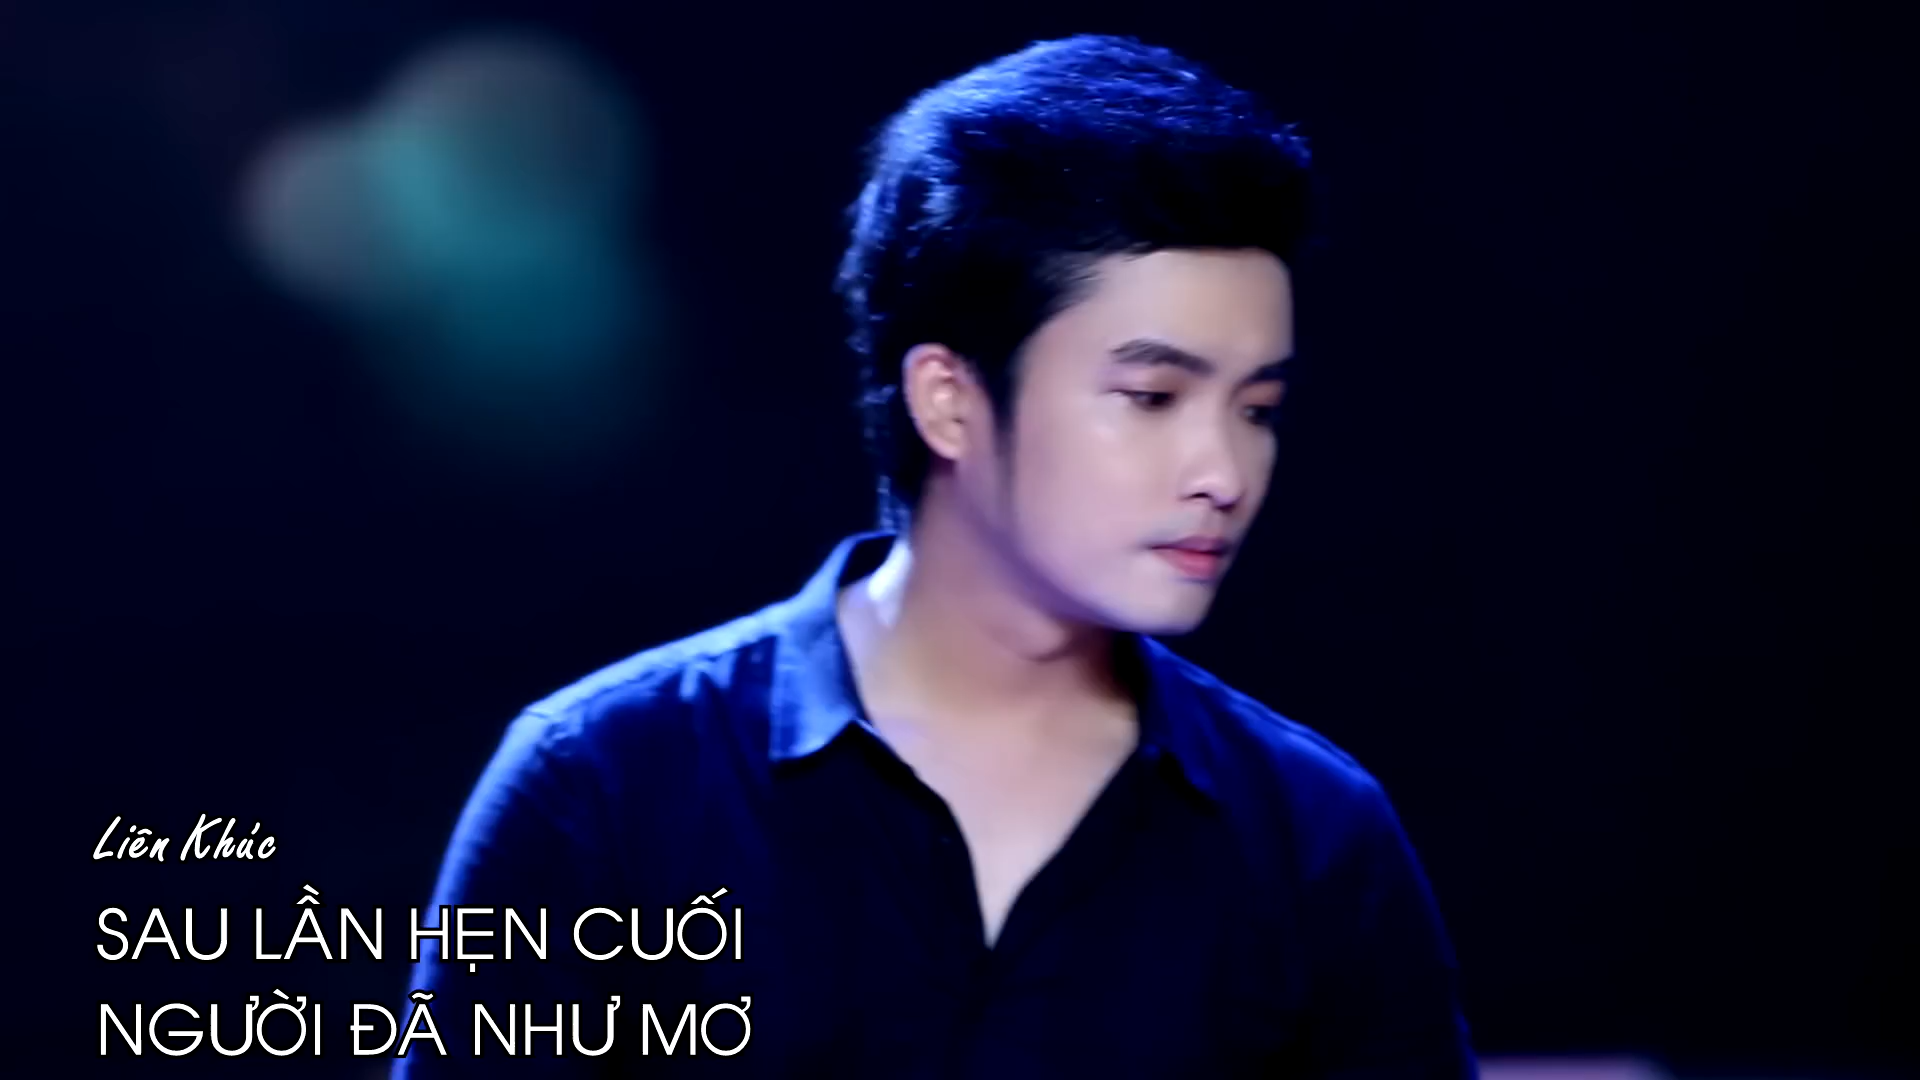 Liên Khúc
SAU LẦN HẸN CUỐI
NGƯỜI ĐÃ NHƯ MƠ